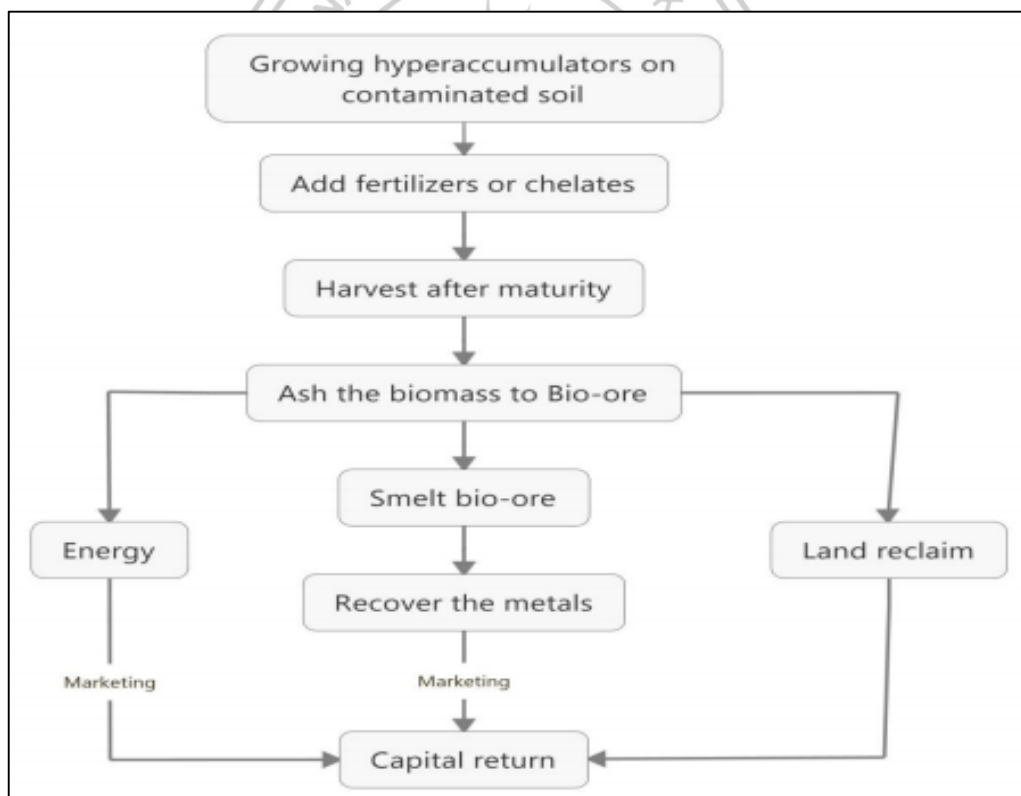 Growing hyperaccumulators on
contaminated soil
Add fertilizers or chelates
Harvest after maturity
Ash the biomass to Bio-ore
Smelt bio-ore
Energy
Land reclaim
Recover the metals
Marketing
Marketing
Capital return